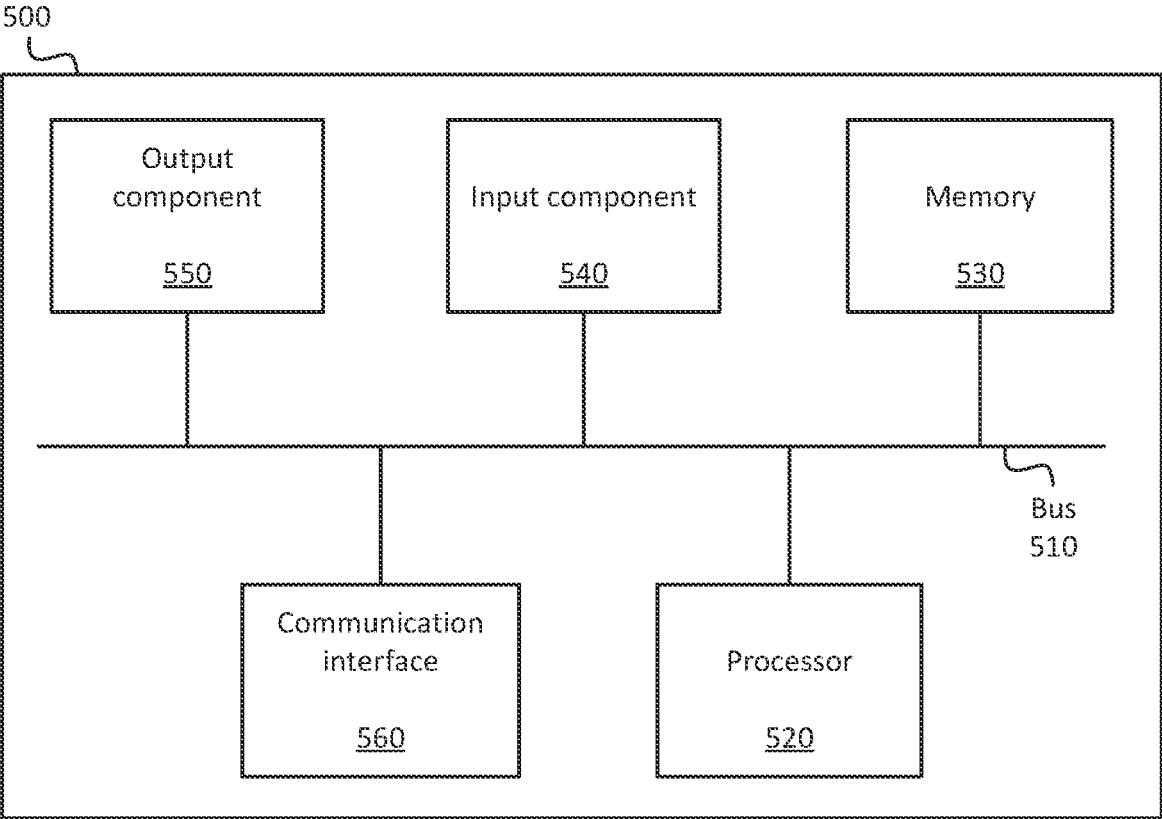 500
Output
component
550
Input component
540
Memory
530
Bus
510
Communication
interface
560
Processor
520